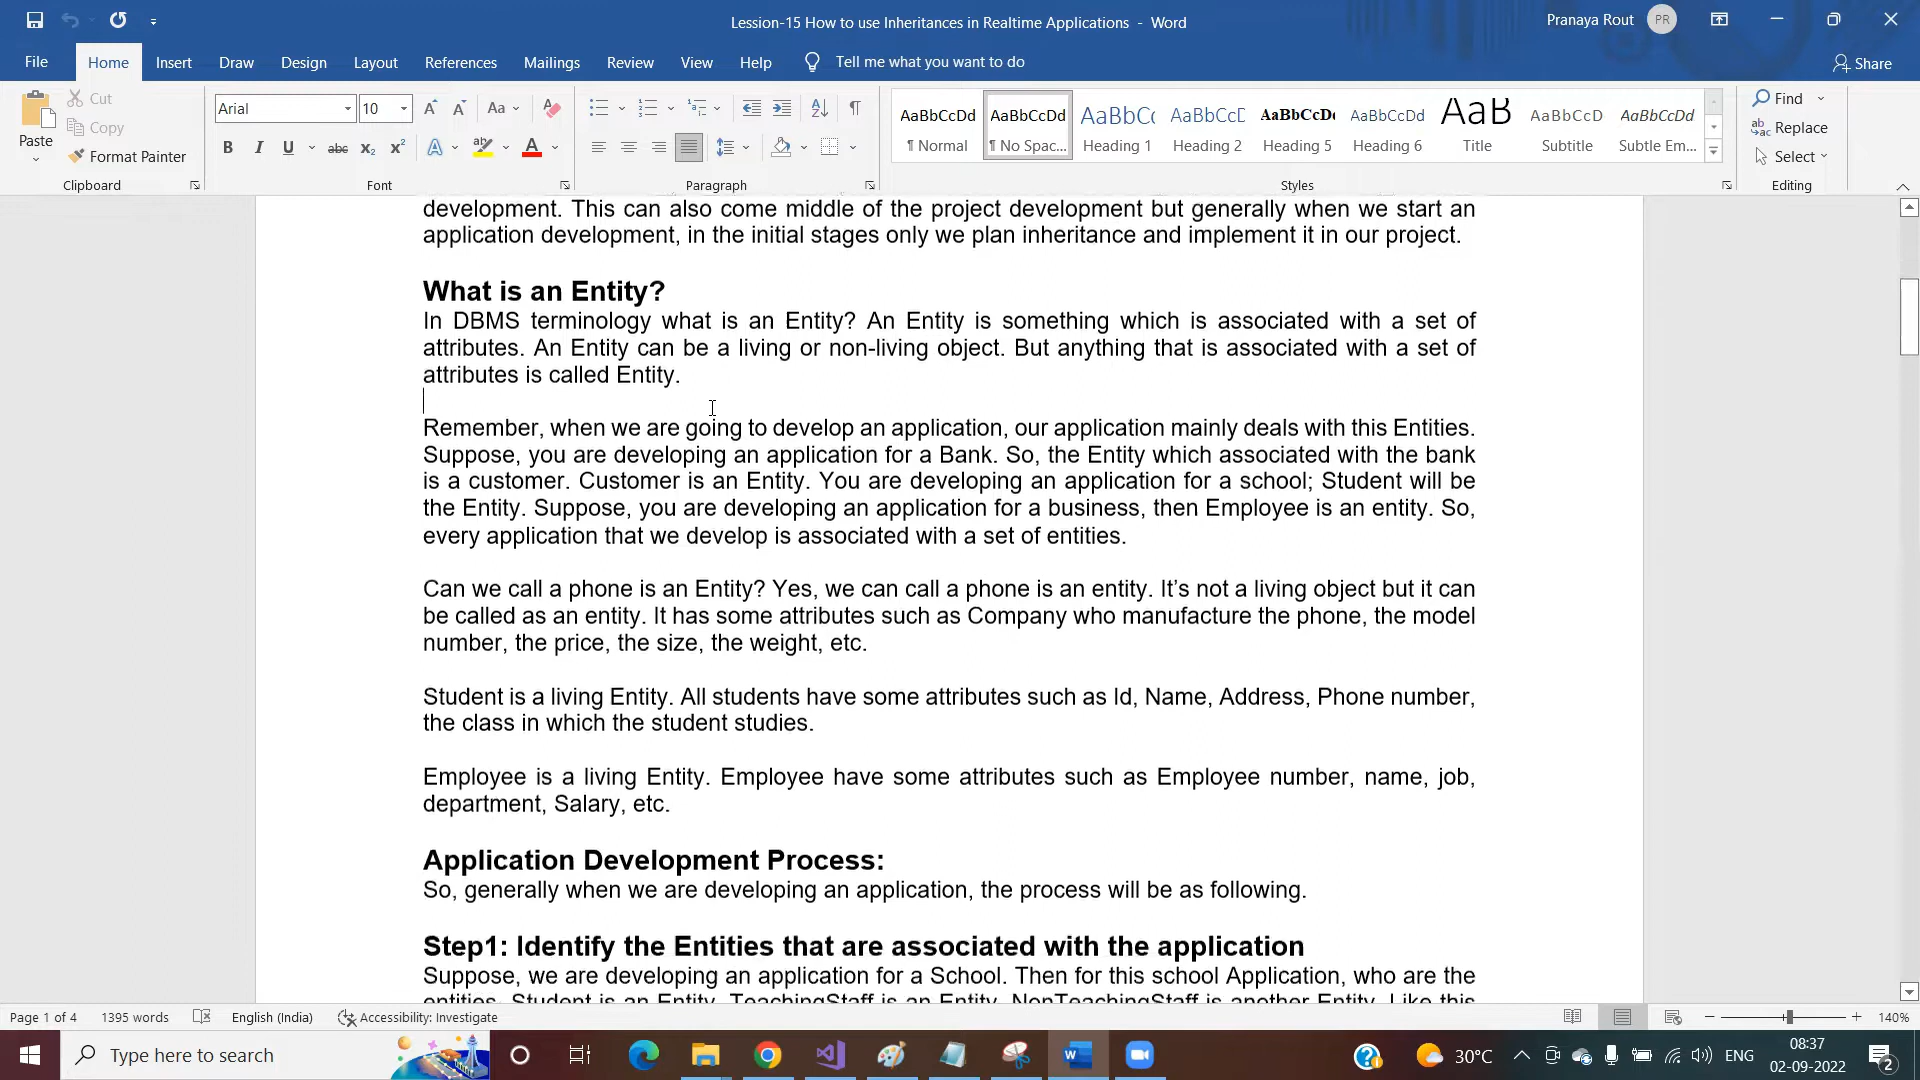 Lession-15 How to use Inheritances in Realtime Applications - Word
Pranaya Rout PR
File Home Insert Draw Design Layout References Mailings Review View Help Tell me what you want to do Share
Paste
Cut
Copy
Format Painter
Clipboard
Arial 10
Font
Paragraph
AaBbCcDd AaBbCcDd AaBbCc AaBbCcD AaBbCcDc AaBbCcDd AaB AaBbCcD AaBbCcDd
¶ Normal ¶ No Spac... Heading 1 Heading 2 Heading 5 Heading 6 Title Subtitle Subtle Em...
Styles
Find
Replace
Select
Editing
development. This can also come middle of the project development but generally when we start an
application development, in the initial stages only we plan inheritance and implement it in our project.
What is an Entity?
In DBMS terminology what is an Entity? An Entity is something which is associated with a set of
attributes. An Entity can be a living or non-living object. But anything that is associated with a set of
attributes is called Entity.
Remember, when we are going to develop an application, our application mainly deals with this Entities.
Suppose, you are developing an application for a Bank. So, the Entity which associated with the bank
is a customer. Customer is an Entity. You are developing an application for a school; Student will be
the Entity. Suppose, you are developing an application for a business, then Employee is an entity. So,
every application that we develop is associated with a set of entities.
Can we call a phone is an Entity? Yes, we can call a phone is an entity. It’s not a living object but it can
be called as an entity. It has some attributes such as Company who manufacture the phone, the model
number, the price, the size, the weight, etc.
Student is a living Entity. All students have some attributes such as Id, Name, Address, Phone number,
the class in which the student studies.
Employee is a living Entity. Employee have some attributes such as Employee number, name, job,
department, Salary, etc.
Application Development Process:
So, generally when we are developing an application, the process will be as following.
Step1: Identify the Entities that are associated with the application
Suppose, we are developing an application for a School. Then for this school Application, who are the
entities. Student is an Entity, TeachingStaff is an Entity, NonTeachingStaff is another Entity. Like this
Page 1 of 4 1395 words English (India) Accessibility: Investigate 140%
Type here to search
30°C ENG
08:37
02-09-2022
2